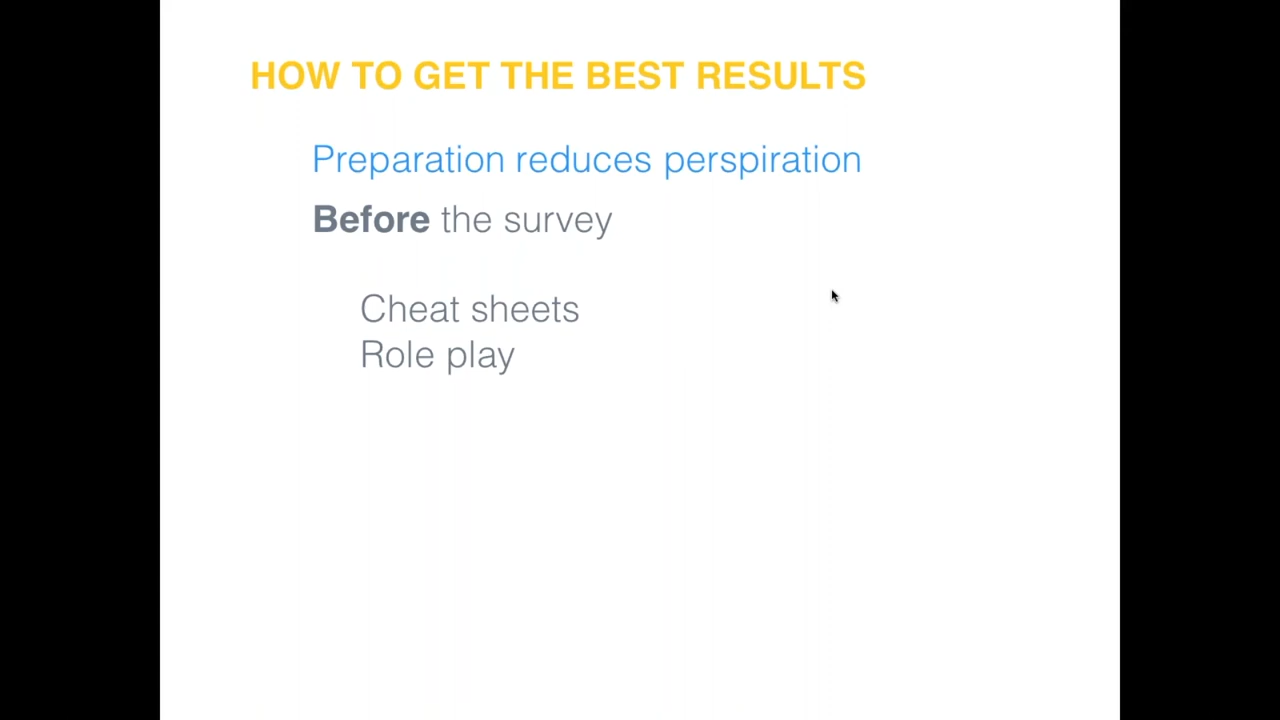 HOW TO GET THE BEST RESULTS
Preparation reduces perspiration
Before the survey
Cheat sheets
Role play